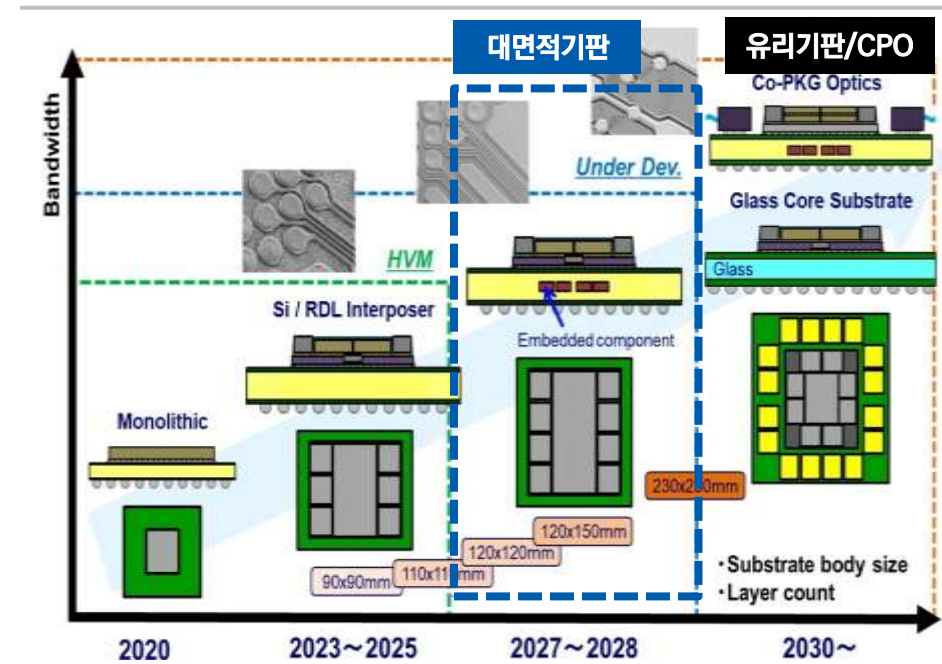 대면적기판
유리기판/CPO
Co-PKG Optics
Bandwidth
Under Dev.
Glass Core Substrate
HVM
Glass
Si / RDL Interposer
Embedded component
Monolithic
90x90mm
120x120mm
120x150mm
・Substrate body size
・Layer count
2020
2023～2025
2027～2028
2030～